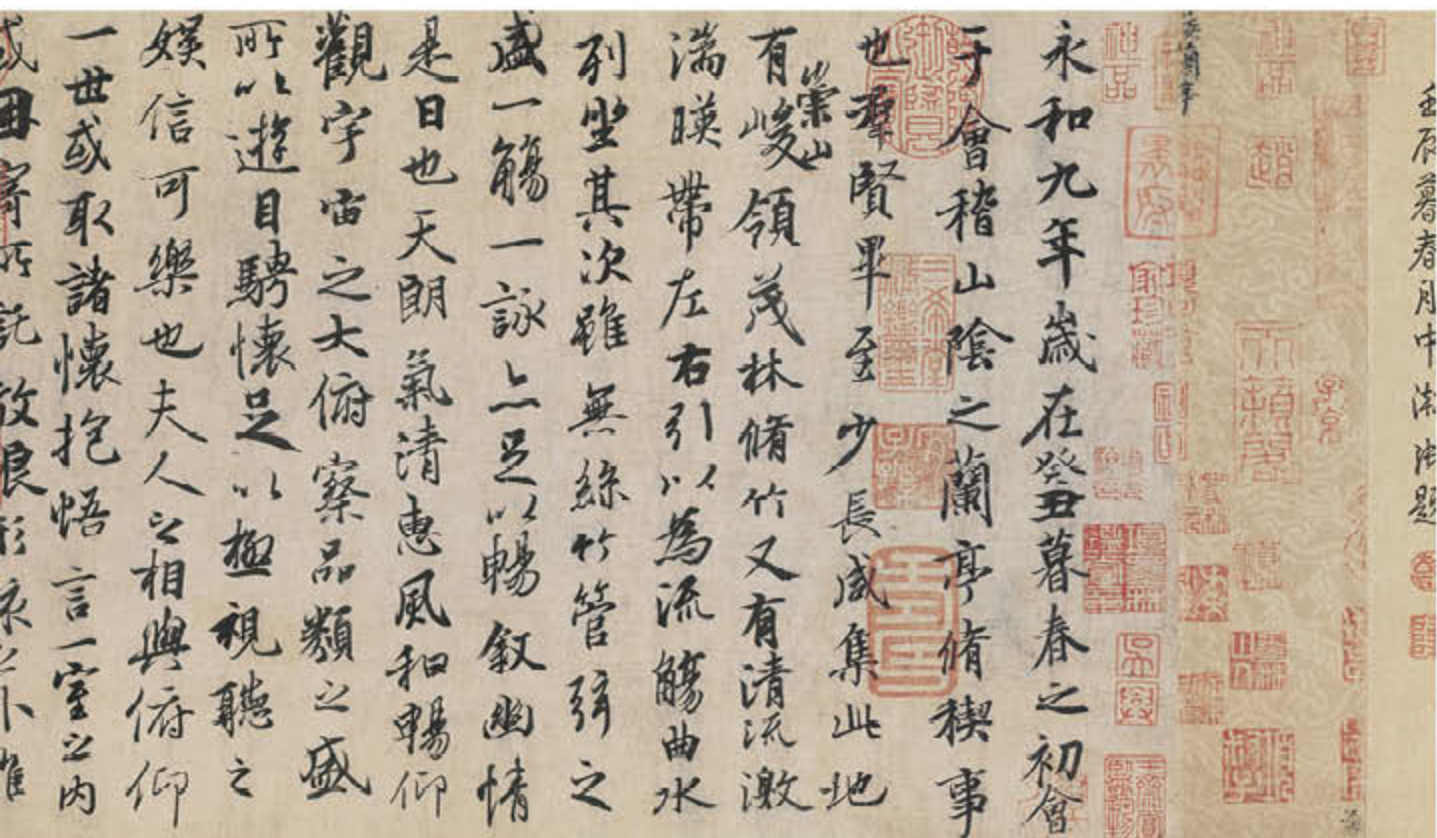 壬辰暮春月中題
神品
子京
永和九年歲在癸丑暮春之初會
于會稽山陰之蘭亭脩稧事
也羣賢畢至少長咸集此地
有崇山峻領茂林脩竹又有清流激
湍暎帶左右引以為流觴曲水
列坐其次雖無絲竹管弦之
盛一觴一詠亦足以暢敘幽情
是日也天朗氣清惠風和暢仰
觀宇宙之大俯察品類之盛
所以遊目騁懷足以極視聽之
娛信可樂也夫人之相與俯仰
一世或取諸懷抱悟言一室之內
或因寄所託放浪形骸之外雖